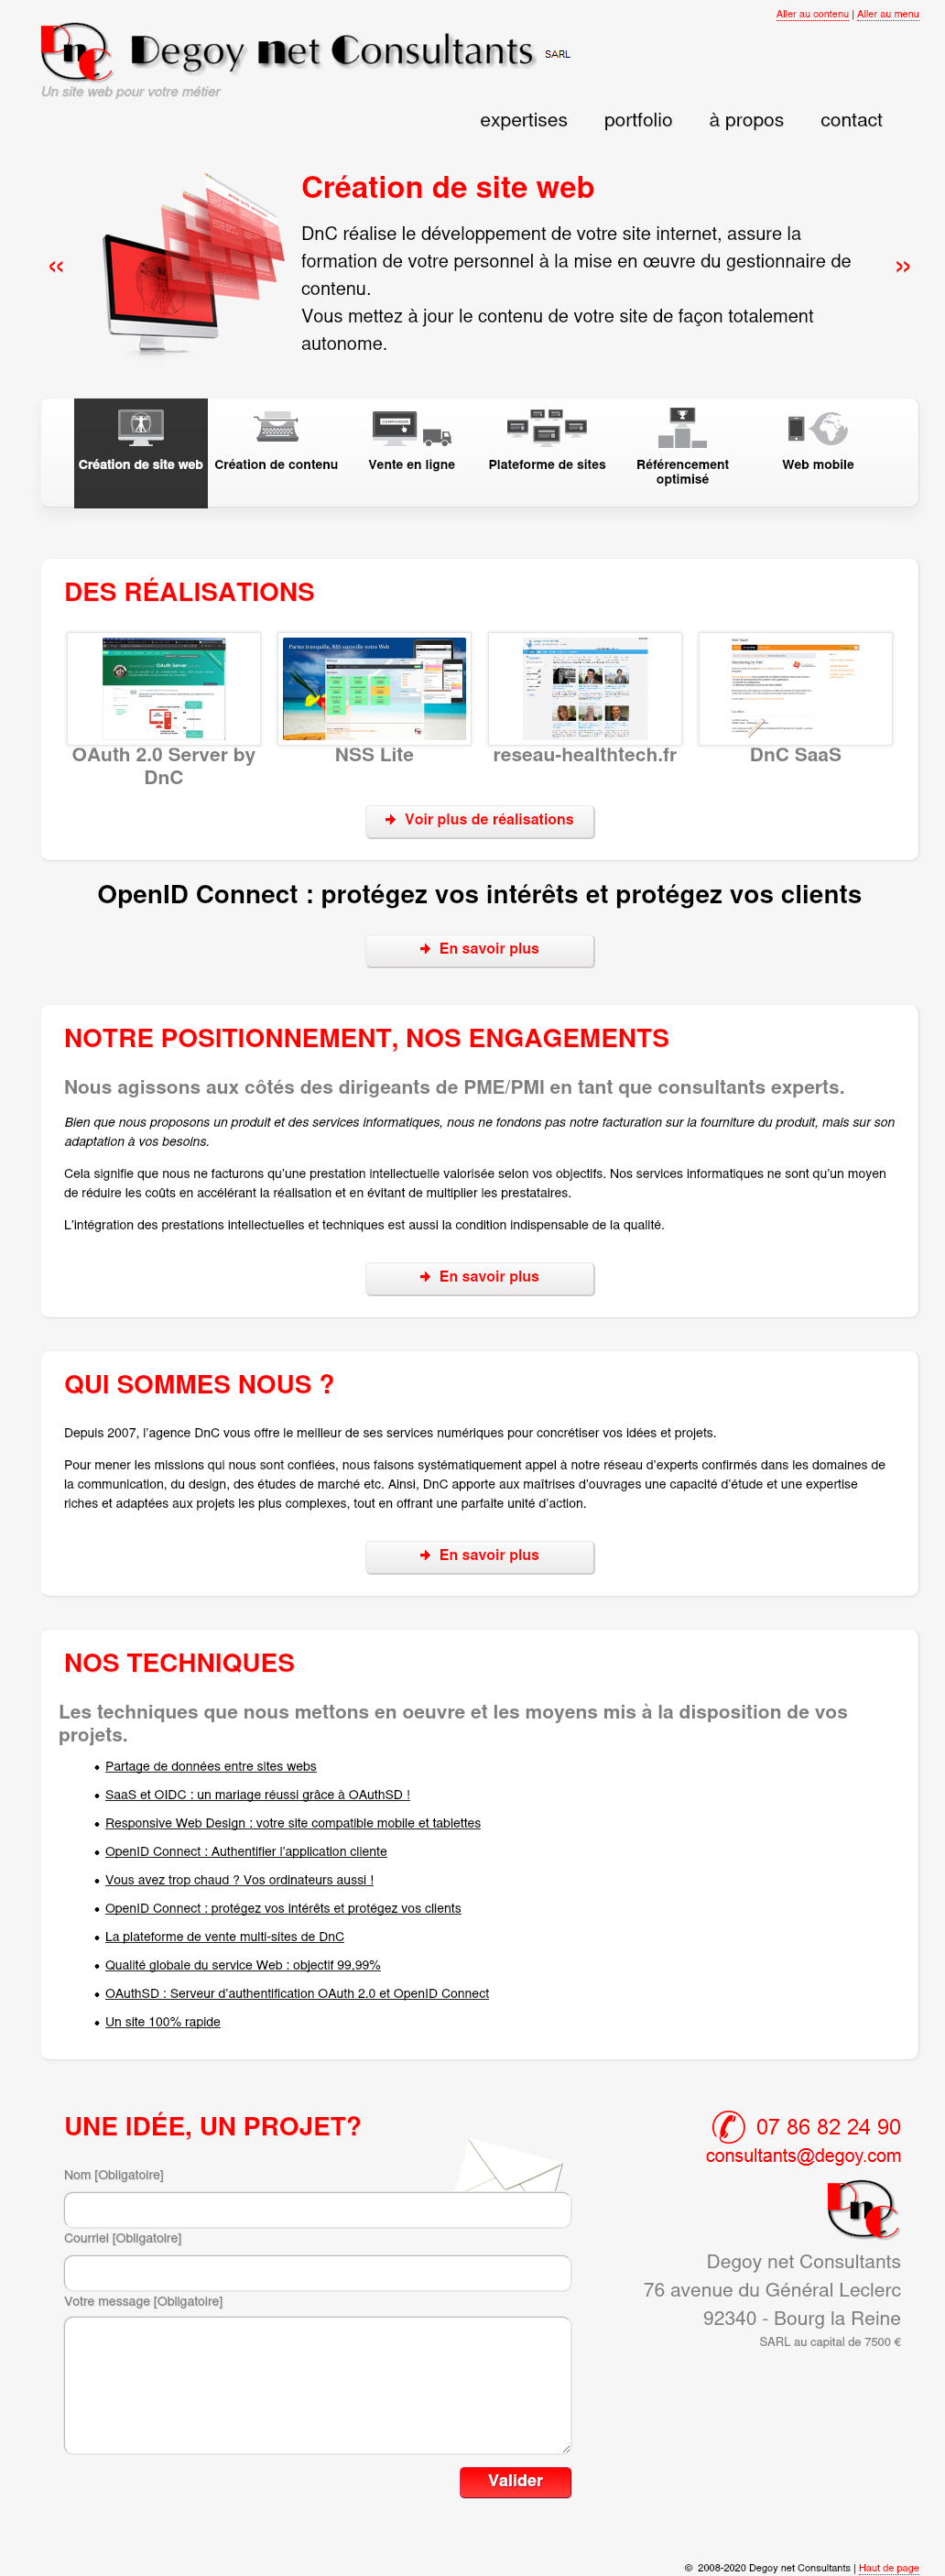 Aller au contenu | Aller au menu
DnC Degoy net Consultants SARL
Un site web pour votre métier
expertises portfolio à propos contact
Création de site web
DnC réalise le développement de votre site internet, assure la
formation de votre personnel à la mise en œuvre du gestionnaire de
contenu.
Vous mettez à jour le contenu de votre site de façon totalement
autonome.
« »
Création de site web Création de contenu Vente en ligne Plateforme de sites Référencement optimisé Web mobile
DES RÉALISATIONS
OAuth 2.0 Server by DnC NSS Lite reseau-healthtech.fr DnC SaaS
Voir plus de réalisations
OpenID Connect : protégez vos intérêts et protégez vos clients
En savoir plus
NOTRE POSITIONNEMENT, NOS ENGAGEMENTS
Nous agissons aux côtés des dirigeants de PME/PMI en tant que consultants experts.
Bien que nous proposons un produit et des services informatiques, nous ne fondons pas notre facturation sur la fourniture du produit, mais sur son
adaptation à vos besoins.
Cela signifie que nous ne facturons qu'une prestation intellectuelle valorisée selon vos objectifs. Nos services informatiques ne sont qu'un moyen
de réduire les coûts en accélérant la réalisation et en évitant de multiplier les prestataires.
L'intégration des prestations intellectuelles et techniques est aussi la condition indispensable de la qualité.
En savoir plus
QUI SOMMES NOUS ?
Depuis 2007, l'agence DnC vous offre le meilleur de ses services numériques pour concrétiser vos idées et projets.
Pour mener les missions qui nous sont confiées, nous faisons systématiquement appel à notre réseau d'experts confirmés dans les domaines de
la communication, du design, des études de marché etc. Ainsi, DnC apporte aux maîtrises d'ouvrages une capacité d'étude et une expertise
riches et adaptées aux projets les plus complexes, tout en offrant une parfaite unité d'action.
En savoir plus
NOS TECHNIQUES
Les techniques que nous mettons en oeuvre et les moyens mis à la disposition de vos
projets.
• Partage de données entre sites webs
• SaaS et OIDC : un mariage réussi grâce à OAuthSD !
• Responsive Web Design : votre site compatible mobile et tablettes
• OpenID Connect : Authentifier l'application cliente
• Vous avez trop chaud ? Vos ordinateurs aussi !
• OpenID Connect : protégez vos intérêts et protégez vos clients
• La plateforme de vente multi-sites de DnC
• Qualité globale du service Web : objectif 99,99%
• OAuthSD : Serveur d'authentification OAuth 2.0 et OpenID Connect
• Un site 100% rapide
UNE IDÉE, UN PROJET?
Nom [Obligatoire]
Courriel [Obligatoire]
Votre message [Obligatoire]
Valider
07 86 82 24 90
consultants@degoy.com
DnC
Degoy net Consultants
76 avenue du Général Leclerc
92340 - Bourg la Reine
SARL au capital de 7500 €
© 2008-2020 Degoy net Consultants | Haut de page